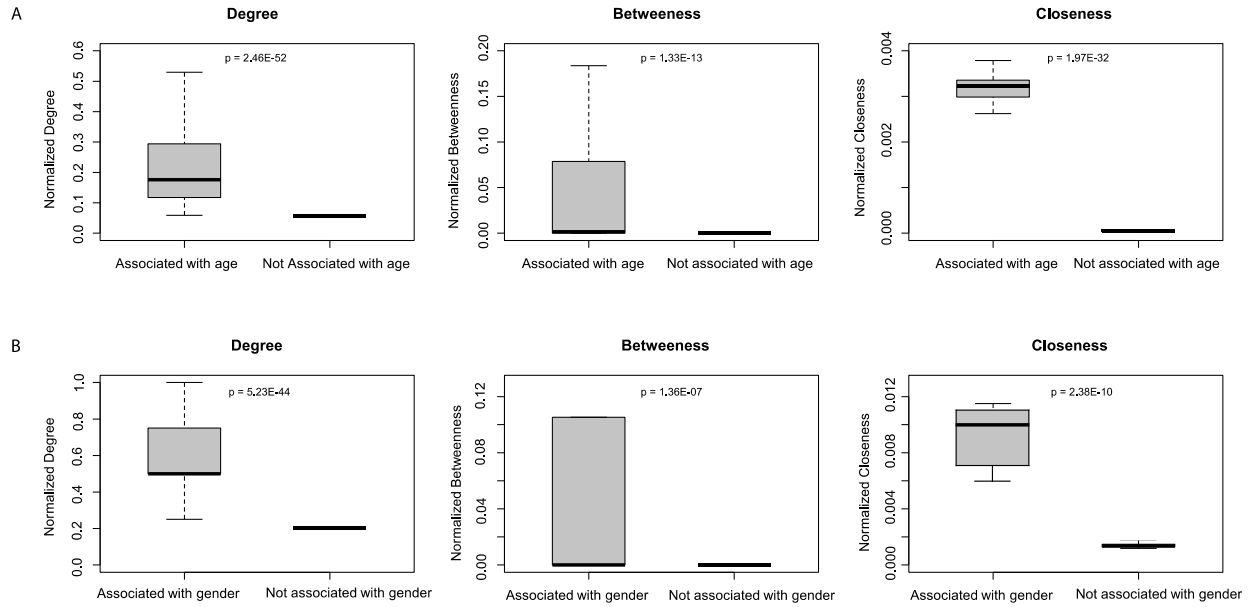 A
Degree
Normalized Degree
0.0 0.1 0.2 0.3 0.4 0.5 0.6
p = 2.46E-52
Associated with age Not Associated with age
Betweeness
Normalized Betweenness
0.00 0.05 0.10 0.15 0.20
p = 1.33E-13
Associated with age Not associated with age
Closeness
Normalized Closeness
0.000 0.002 0.004
p = 1.97E-32
Associated with age Not associated with age
B
Degree
Normalized Degree
0.0 0.2 0.4 0.6 0.8 1.0
p = 5.23E-44
Associated with gender Not associated with gender
Betweeness
Normalized Betweenness
0.00 0.04 0.08 0.12
p = 1.36E-07
Associated with gender Not associated with gender
Closeness
Normalized Closeness
0.000 0.004 0.008 0.012
p = 2.38E-10
Associated with gender Not associated with gender